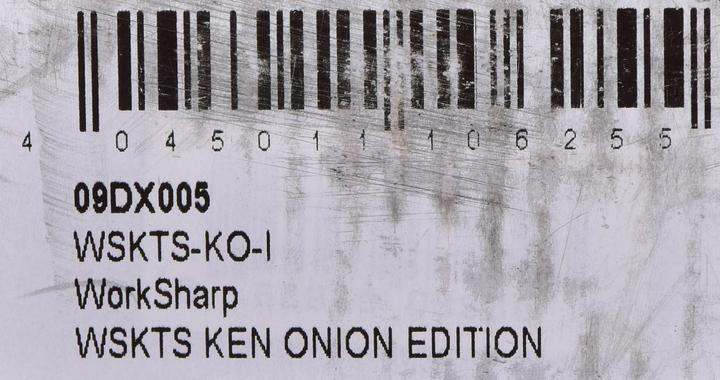 4 045011 106255
09DX005
WSKTS-KO-I
WorkSharp
WSKTS KEN ONION EDITION